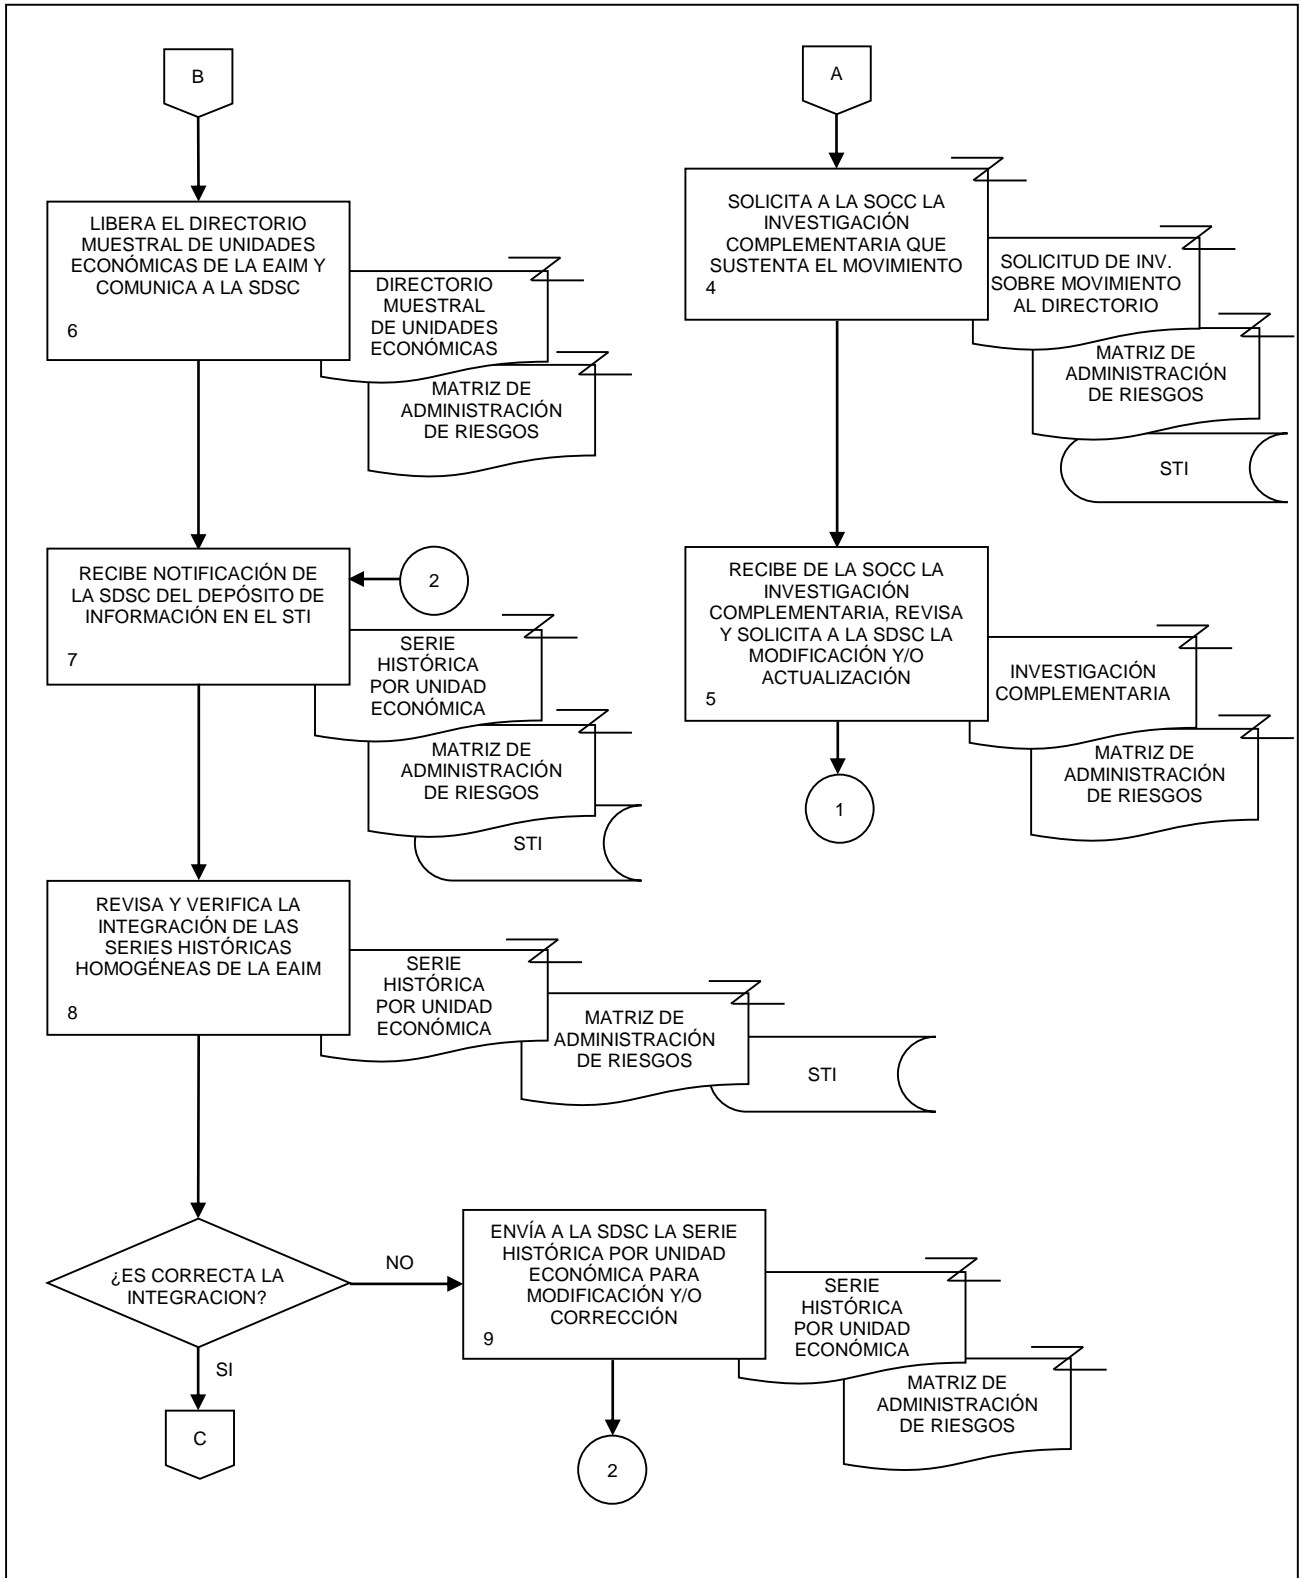 B
LIBERA EL DIRECTORIO
MUESTRAL DE UNIDADES
ECONÓMICAS DE LA EAIM Y
COMUNICA A LA SDSC
6
DIRECTORIO
MUESTRAL
DE UNIDADES
ECONÓMICAS
MATRIZ DE
ADMINISTRACIÓN
DE RIESGOS
RECIBE NOTIFICACIÓN DE
LA SDSC DEL DEPÓSITO DE
INFORMACIÓN EN EL STI
7
2
SERIE
HISTÓRICA
POR UNIDAD
ECONÓMICA
MATRIZ DE
ADMINISTRACIÓN
DE RIESGOS
STI
REVISA Y VERIFICA LA
INTEGRACIÓN DE LAS
SERIES HISTÓRICAS
HOMOGÉNEAS DE LA EAIM
8
SERIE
HISTÓRICA
POR UNIDAD
ECONÓMICA
MATRIZ DE
ADMINISTRACIÓN
DE RIESGOS
STI
¿ES CORRECTA LA
INTEGRACION?
NO
SI
C
ENVÍA A LA SDSC LA SERIE
HISTÓRICA POR UNIDAD
ECONÓMICA PARA
MODIFICACIÓN Y/O
CORRECCIÓN
9
SERIE
HISTÓRICA
POR UNIDAD
ECONÓMICA
MATRIZ DE
ADMINISTRACIÓN
DE RIESGOS
2
A
SOLICITA A LA SOCC LA
INVESTIGACIÓN
COMPLEMENTARIA QUE
SUSTENTA EL MOVIMIENTO
4
SOLICITUD DE INV.
SOBRE MOVIMIENTO
AL DIRECTORIO
MATRIZ DE
ADMINISTRACIÓN
DE RIESGOS
STI
RECIBE DE LA SOCC LA
INVESTIGACIÓN
COMPLEMENTARIA, REVISA
Y SOLICITA A LA SDSC LA
MODIFICACIÓN Y/O
ACTUALIZACIÓN
5
INVESTIGACIÓN
COMPLEMENTARIA
MATRIZ DE
ADMINISTRACIÓN
DE RIESGOS
1